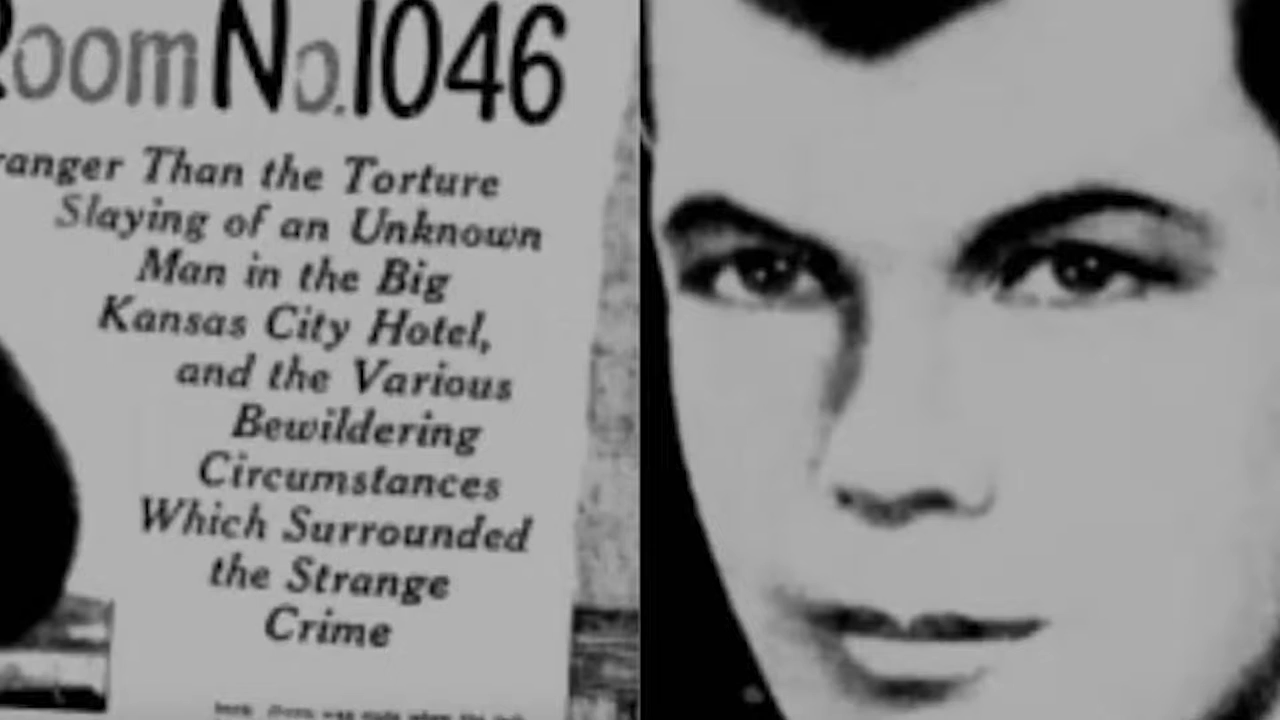 Room No. 1046
ranger Than the Torture
Slaying of an Unknown
Man in the Big
Kansas City Hotel,
and the Various
Bewildering
Circumstances
Which Surrounded
the Strange
Crime